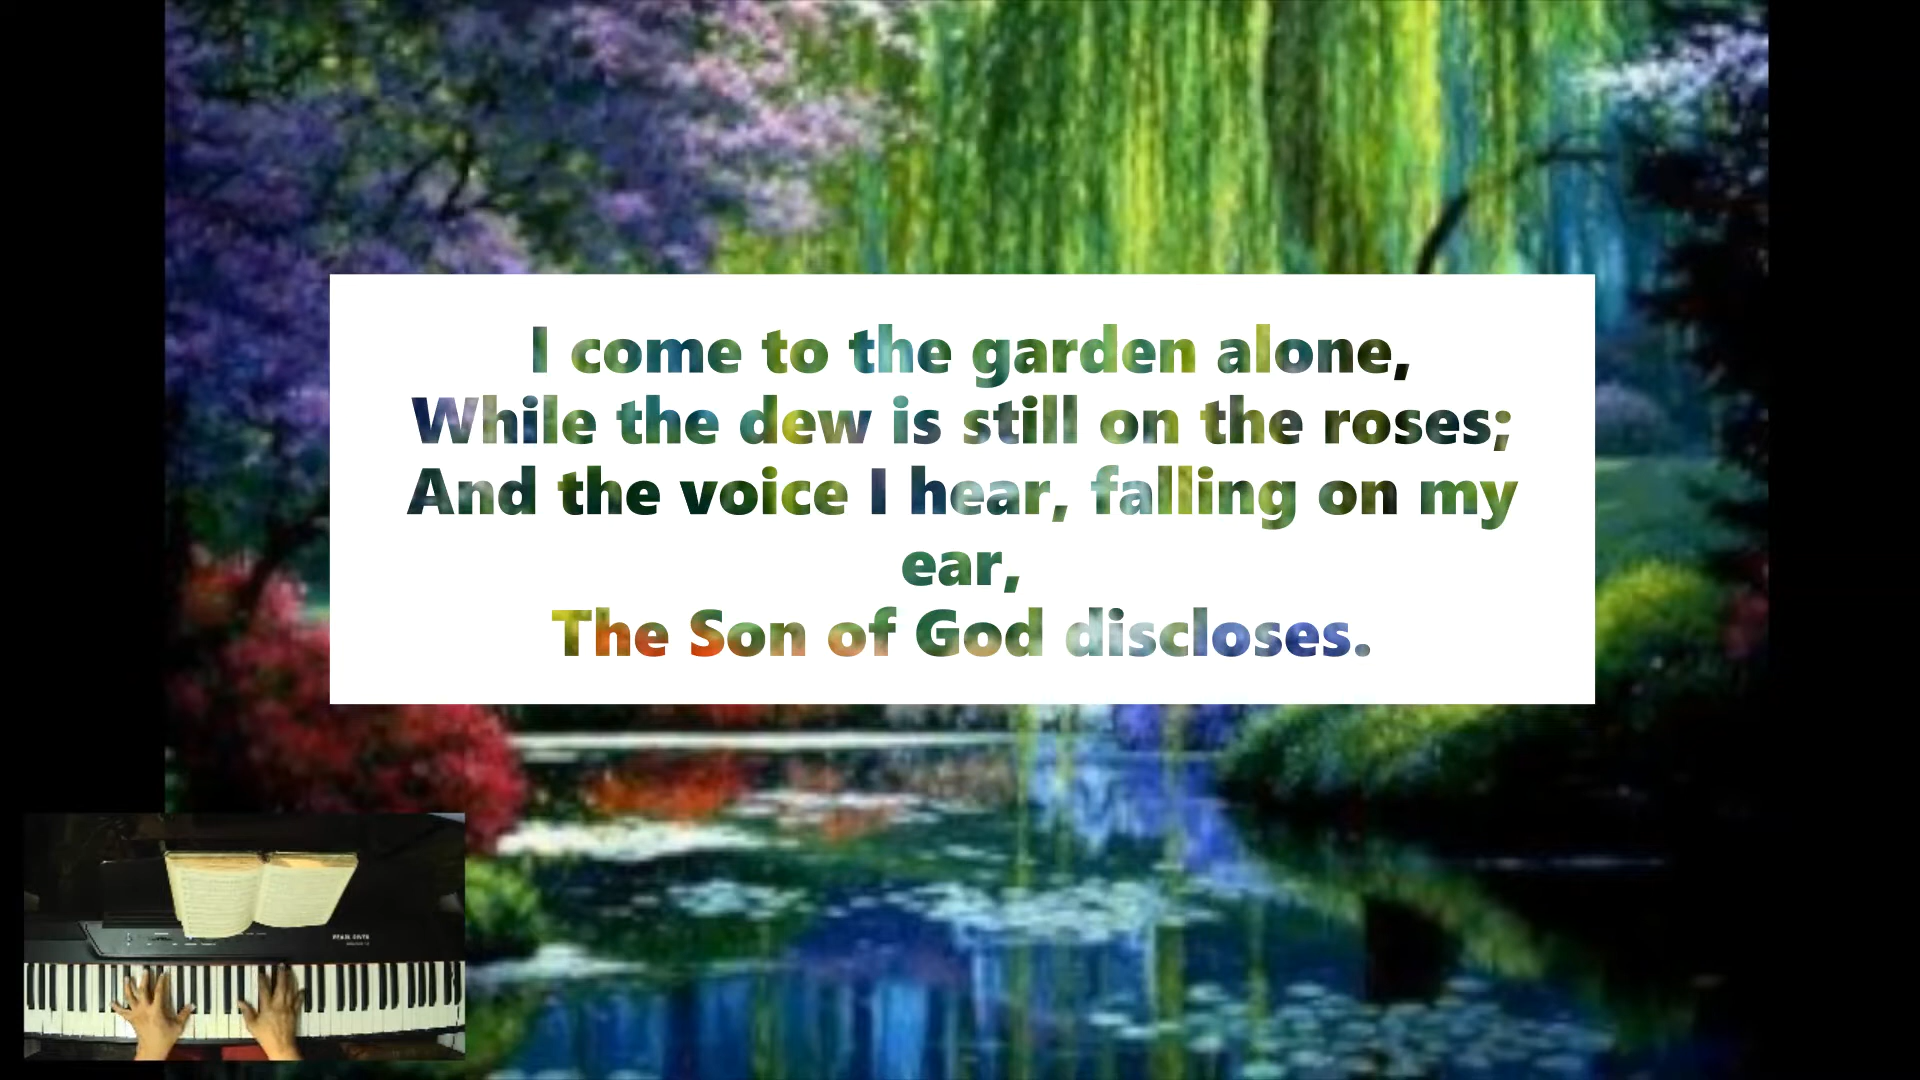 I come to the garden alone,
While the dew is still on the roses;
And the voice I hear, falling on my
ear,
The Son of God discloses.